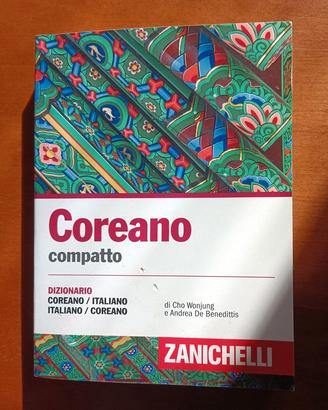 Coreano
compatto
DIZIONARIO
COREANO / ITALIANO
ITALIANO / COREANO
di Cho Wonjung
e Andrea De Benedittis
ZANICHELLI